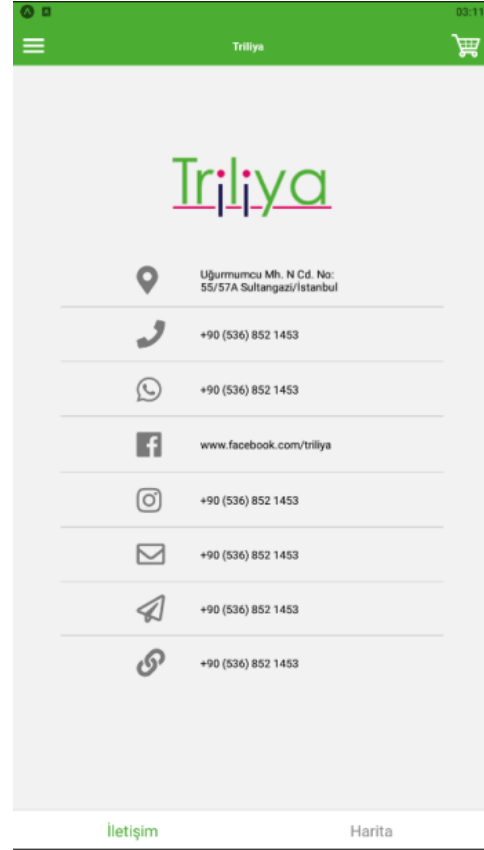 03:11
Triliya
Triliya
Uğurmumcu Mh. N Cd. No:
55/57A Sultangazi/İstanbul
+90 (536) 852 1453
+90 (536) 852 1453
www.facebook.com/triliya
+90 (536) 852 1453
+90 (536) 852 1453
+90 (536) 852 1453
+90 (536) 852 1453
İletişim
Harita